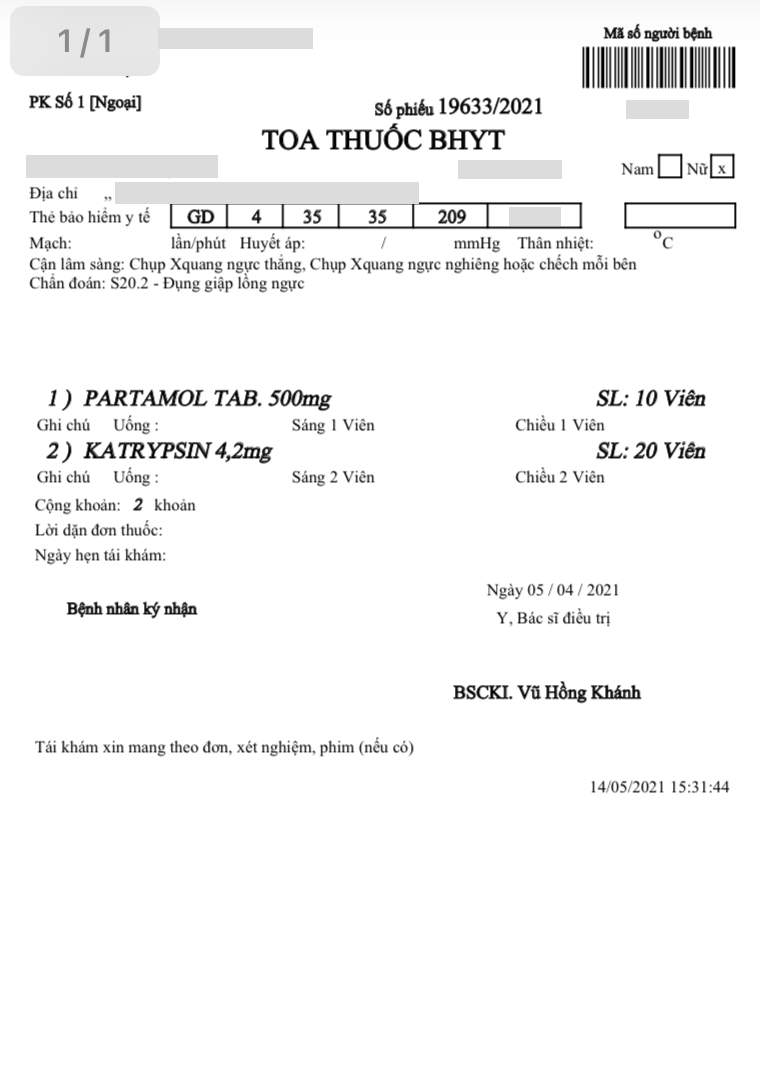 1/1
Mã số người bệnh
PK Số 1 [Ngoại]
Số phiếu 19633/2021
TOA THUỐC BHYT
Nam Nữ x
Địa chỉ ,,
Thẻ bảo hiểm y tế GD 4 35 35 209
Mạch: lần/phút Huyết áp: / mmHg Thân nhiệt: °C
Cận lâm sàng: Chụp Xquang ngực thẳng, Chụp Xquang ngực nghiêng hoặc chếch mỗi bên
Chẩn đoán: S20.2 - Đụng giập lồng ngực
1 ) PARTAMOL TAB. 500mg SL: 10 Viên
Ghi chú Uống : Sáng 1 Viên Chiều 1 Viên
2 ) KATRYPSIN 4,2mg SL: 20 Viên
Ghi chú Uống : Sáng 2 Viên Chiều 2 Viên
Cộng khoản: 2 khoản
Lời dặn đơn thuốc:
Ngày hẹn tái khám:
Ngày 05 / 04 / 2021
Bệnh nhân ký nhận
Y, Bác sĩ điều trị
BSCKI. Vũ Hồng Khánh
Tái khám xin mang theo đơn, xét nghiệm, phim (nếu có)
14/05/2021 15:31:44